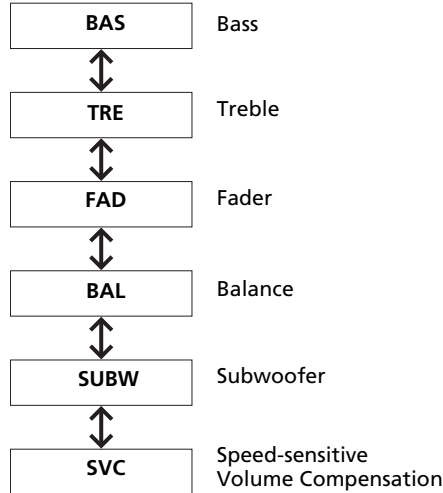 BAS Bass
TRE Treble
FAD Fader
BAL Balance
SUBW Subwoofer
SVC Speed-sensitive
Volume Compensation